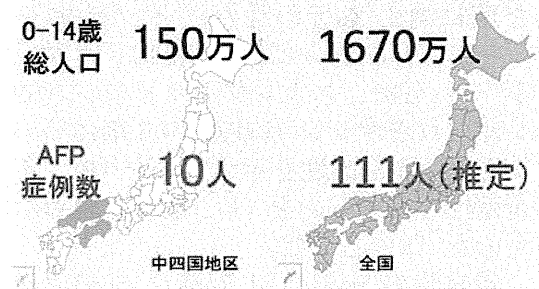 0-14歳
総人口
150万人
1670万人
AFP
症例数
10人
111人(推定)
中四国地区
全国